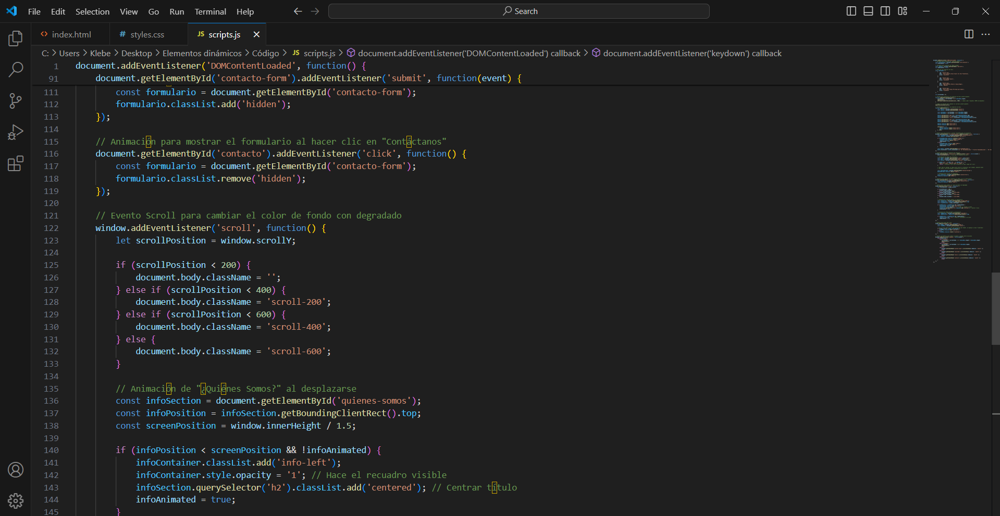 File Edit Selection View Go Run Terminal Help
Search
index.html
# styles.css
JS scripts.js
C: > Users > Klebe > Desktop > Elementos dinámicos > Código > JS scripts.js > document.addEventListener('DOMContentLoaded') callback > document.addEventListener('keydown') callback
1 document.addEventListener('DOMContentLoaded', function() {
91 document.getElementById('contacto-form').addEventListener('submit', function(event) {
111 const formulario = document.getElementById('contacto-form');
112 formulario.classList.add('hidden');
113 });
114
115 // Animación para mostrar el formulario al hacer clic en "Contáctanos"
116 document.getElementById('contacto').addEventListener('click', function() {
117 const formulario = document.getElementById('contacto-form');
118 formulario.classList.remove('hidden');
119 });
120
121 // Evento Scroll para cambiar el color de fondo con degradado
122 window.addEventListener('scroll', function() {
123 let scrollPosition = window.scrollY;
124
125 if (scrollPosition < 200) {
126 document.body.className = '';
127 } else if (scrollPosition < 400) {
128 document.body.className = 'scroll-200';
129 } else if (scrollPosition < 600) {
130 document.body.className = 'scroll-400';
131 } else {
132 document.body.className = 'scroll-600';
133 }
134
135 // Animación de "¿Quiénes Somos?" al desplazarse
136 const infoSection = document.getElementById('quienes-somos');
137 const infoPosition = infoSection.getBoundingClientRect().top;
138 const screenPosition = window.innerHeight / 1.5;
139
140 if (infoPosition < screenPosition && !infoAnimated) {
141 infoContainer.classList.add('info-left');
142 infoContainer.style.opacity = '1'; // Hace el recuadro visible
143 infoSection.querySelector('h2').classList.add('centered'); // Centrar título
144 infoAnimated = true;
145 }